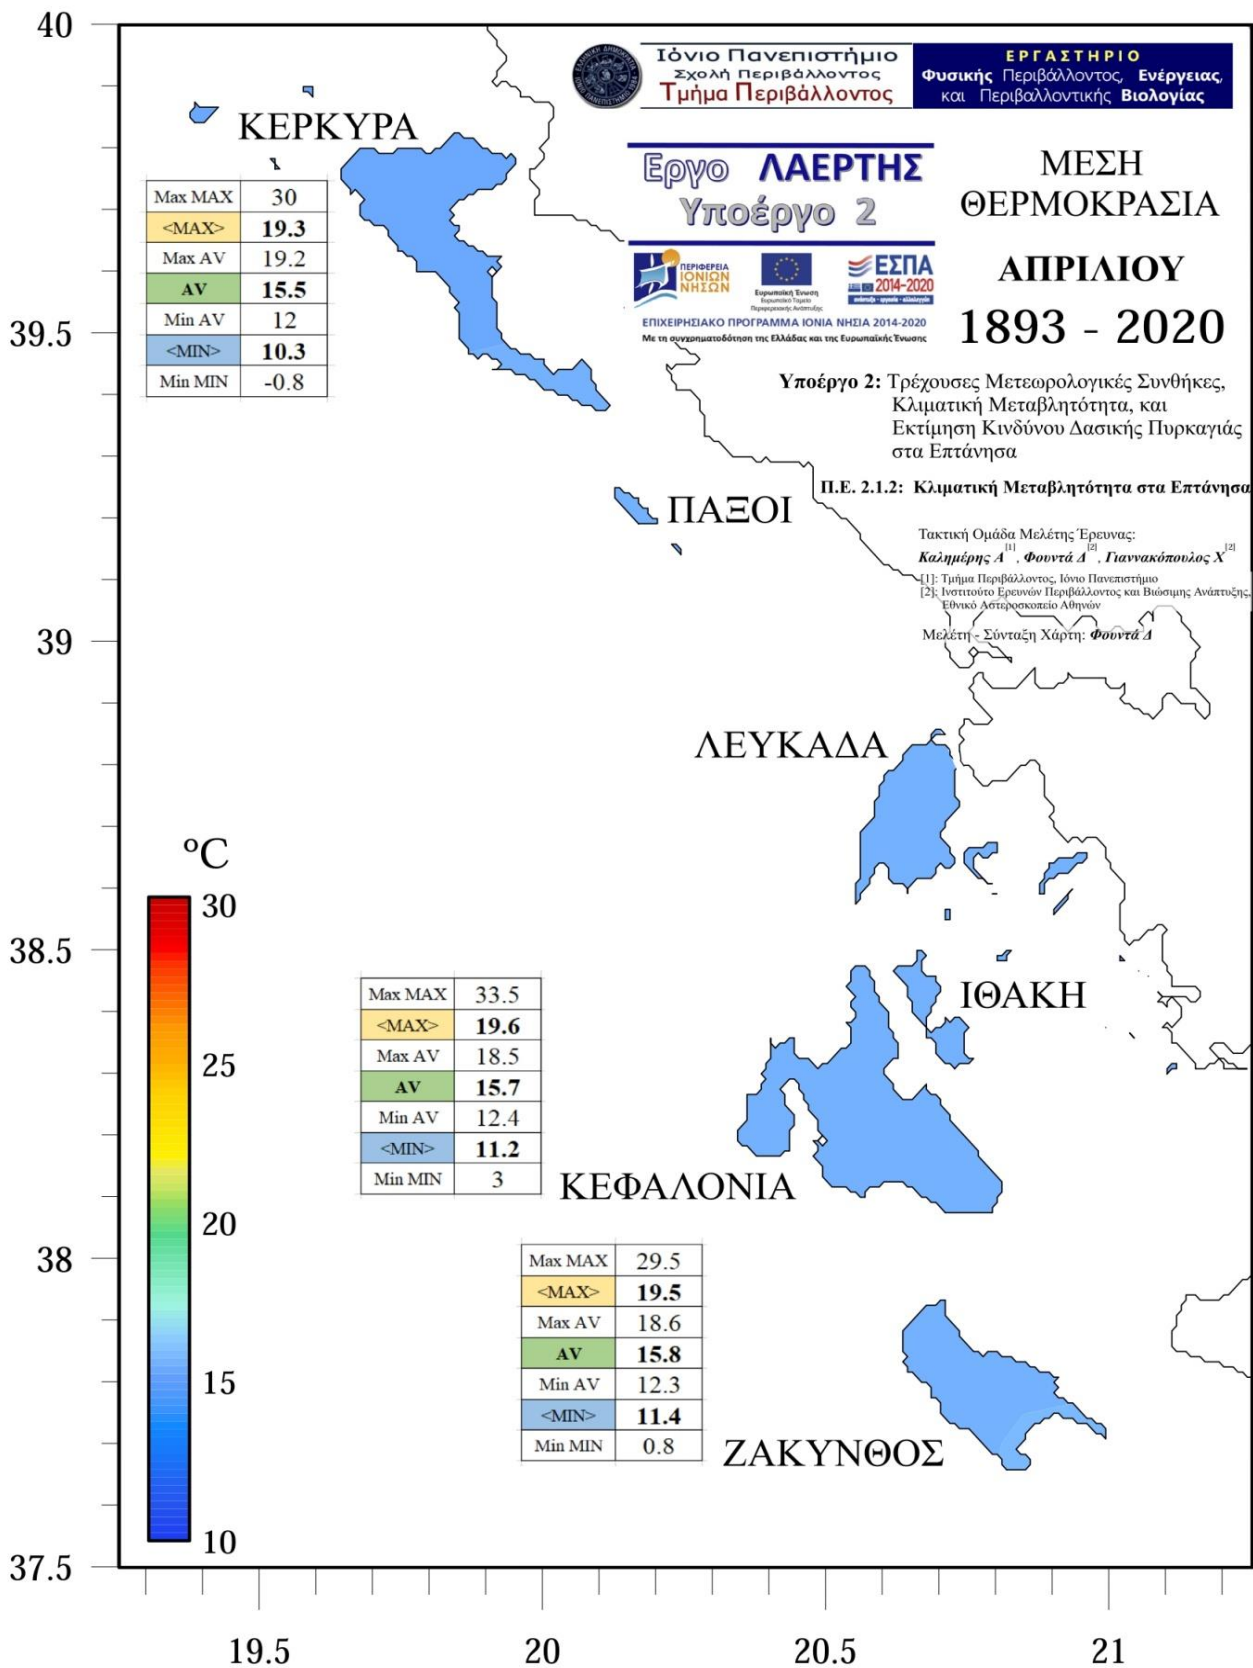 Ιόνιο Πανεπιστήμιο
Σχολή Περιβάλλοντος
Τμήμα Περιβάλλοντος
ΕΡΓΑΣΤΗΡΙΟ
Φυσικής Περιβάλλοντος, Ενέργειας,
και Περιβαλλοντικής Βιολογίας
Εργο ΛΑΕΡΤΗΣ
Υποέργο 2
ΠΕΡΙΦΕΡΕΙΑ
ΙΟΝΙΩΝ
ΝΗΣΩΝ
Ευρωπαϊκή Ένωση
Ευρωπαϊκό Ταμείο
Περιφερειακής Ανάπτυξης
ΕΣΠΑ
2014-2020
ανάπτυξη - εργασία - αλληλεγγύη
ΕΠΙΧΕΙΡΗΣΙΑΚΟ ΠΡΟΓΡΑΜΜΑ ΙΟΝΙΑ ΝΗΣΙΑ 2014-2020
Με τη συγχρηματοδότηση της Ελλάδας και της Ευρωπαϊκής Ένωσης
ΜΕΣΗ
ΘΕΡΜΟΚΡΑΣΙΑ
ΑΠΡΙΛΙΟΥ
1893 - 2020
Υποέργο 2: Τρέχουσες Μετεωρολογικές Συνθήκες,
Κλιματική Μεταβλητότητα, και
Εκτίμηση Κινδύνου Δασικής Πυρκαγιάς
στα Επτάνησα
Π.Ε. 2.1.2: Κλιματική Μεταβλητότητα στα Επτάνησα
Τακτική Ομάδα Μελέτης Έρευνας:
Καλημέρης Α [1], Φουντά Δ [2], Γιαννακόπουλος Χ [2]
[1]: Τμήμα Περιβάλλοντος, Ιόνιο Πανεπιστήμιο
[2]: Ινστιτούτο Ερευνών Περιβάλλοντος και Βιώσιμης Ανάπτυξης,
Εθνικό Αστεροσκοπείο Αθηνών
Μελέτη - Σύνταξη Χάρτη: Φουντά Δ
ΚΕΡΚΥΡΑ
Max MAX 30
<MAX> 19.3
Max AV 19.2
AV 15.5
Min AV 12
<MIN> 10.3
Min MIN -0.8
ΠΑΞΟΙ
ΛΕΥΚΑΔΑ
ΙΘΑΚΗ
Max MAX 33.5
<MAX> 19.6
Max AV 18.5
AV 15.7
Min AV 12.4
<MIN> 11.2
Min MIN 3
ΚΕΦΑΛΟΝΙΑ
Max MAX 29.5
<MAX> 19.5
Max AV 18.6
AV 15.8
Min AV 12.3
<MIN> 11.4
Min MIN 0.8
ΖΑΚΥΝΘΟΣ
°C
30
25
20
15
10
40
39.5
39
38.5
38
37.5
19.5
20
20.5
21